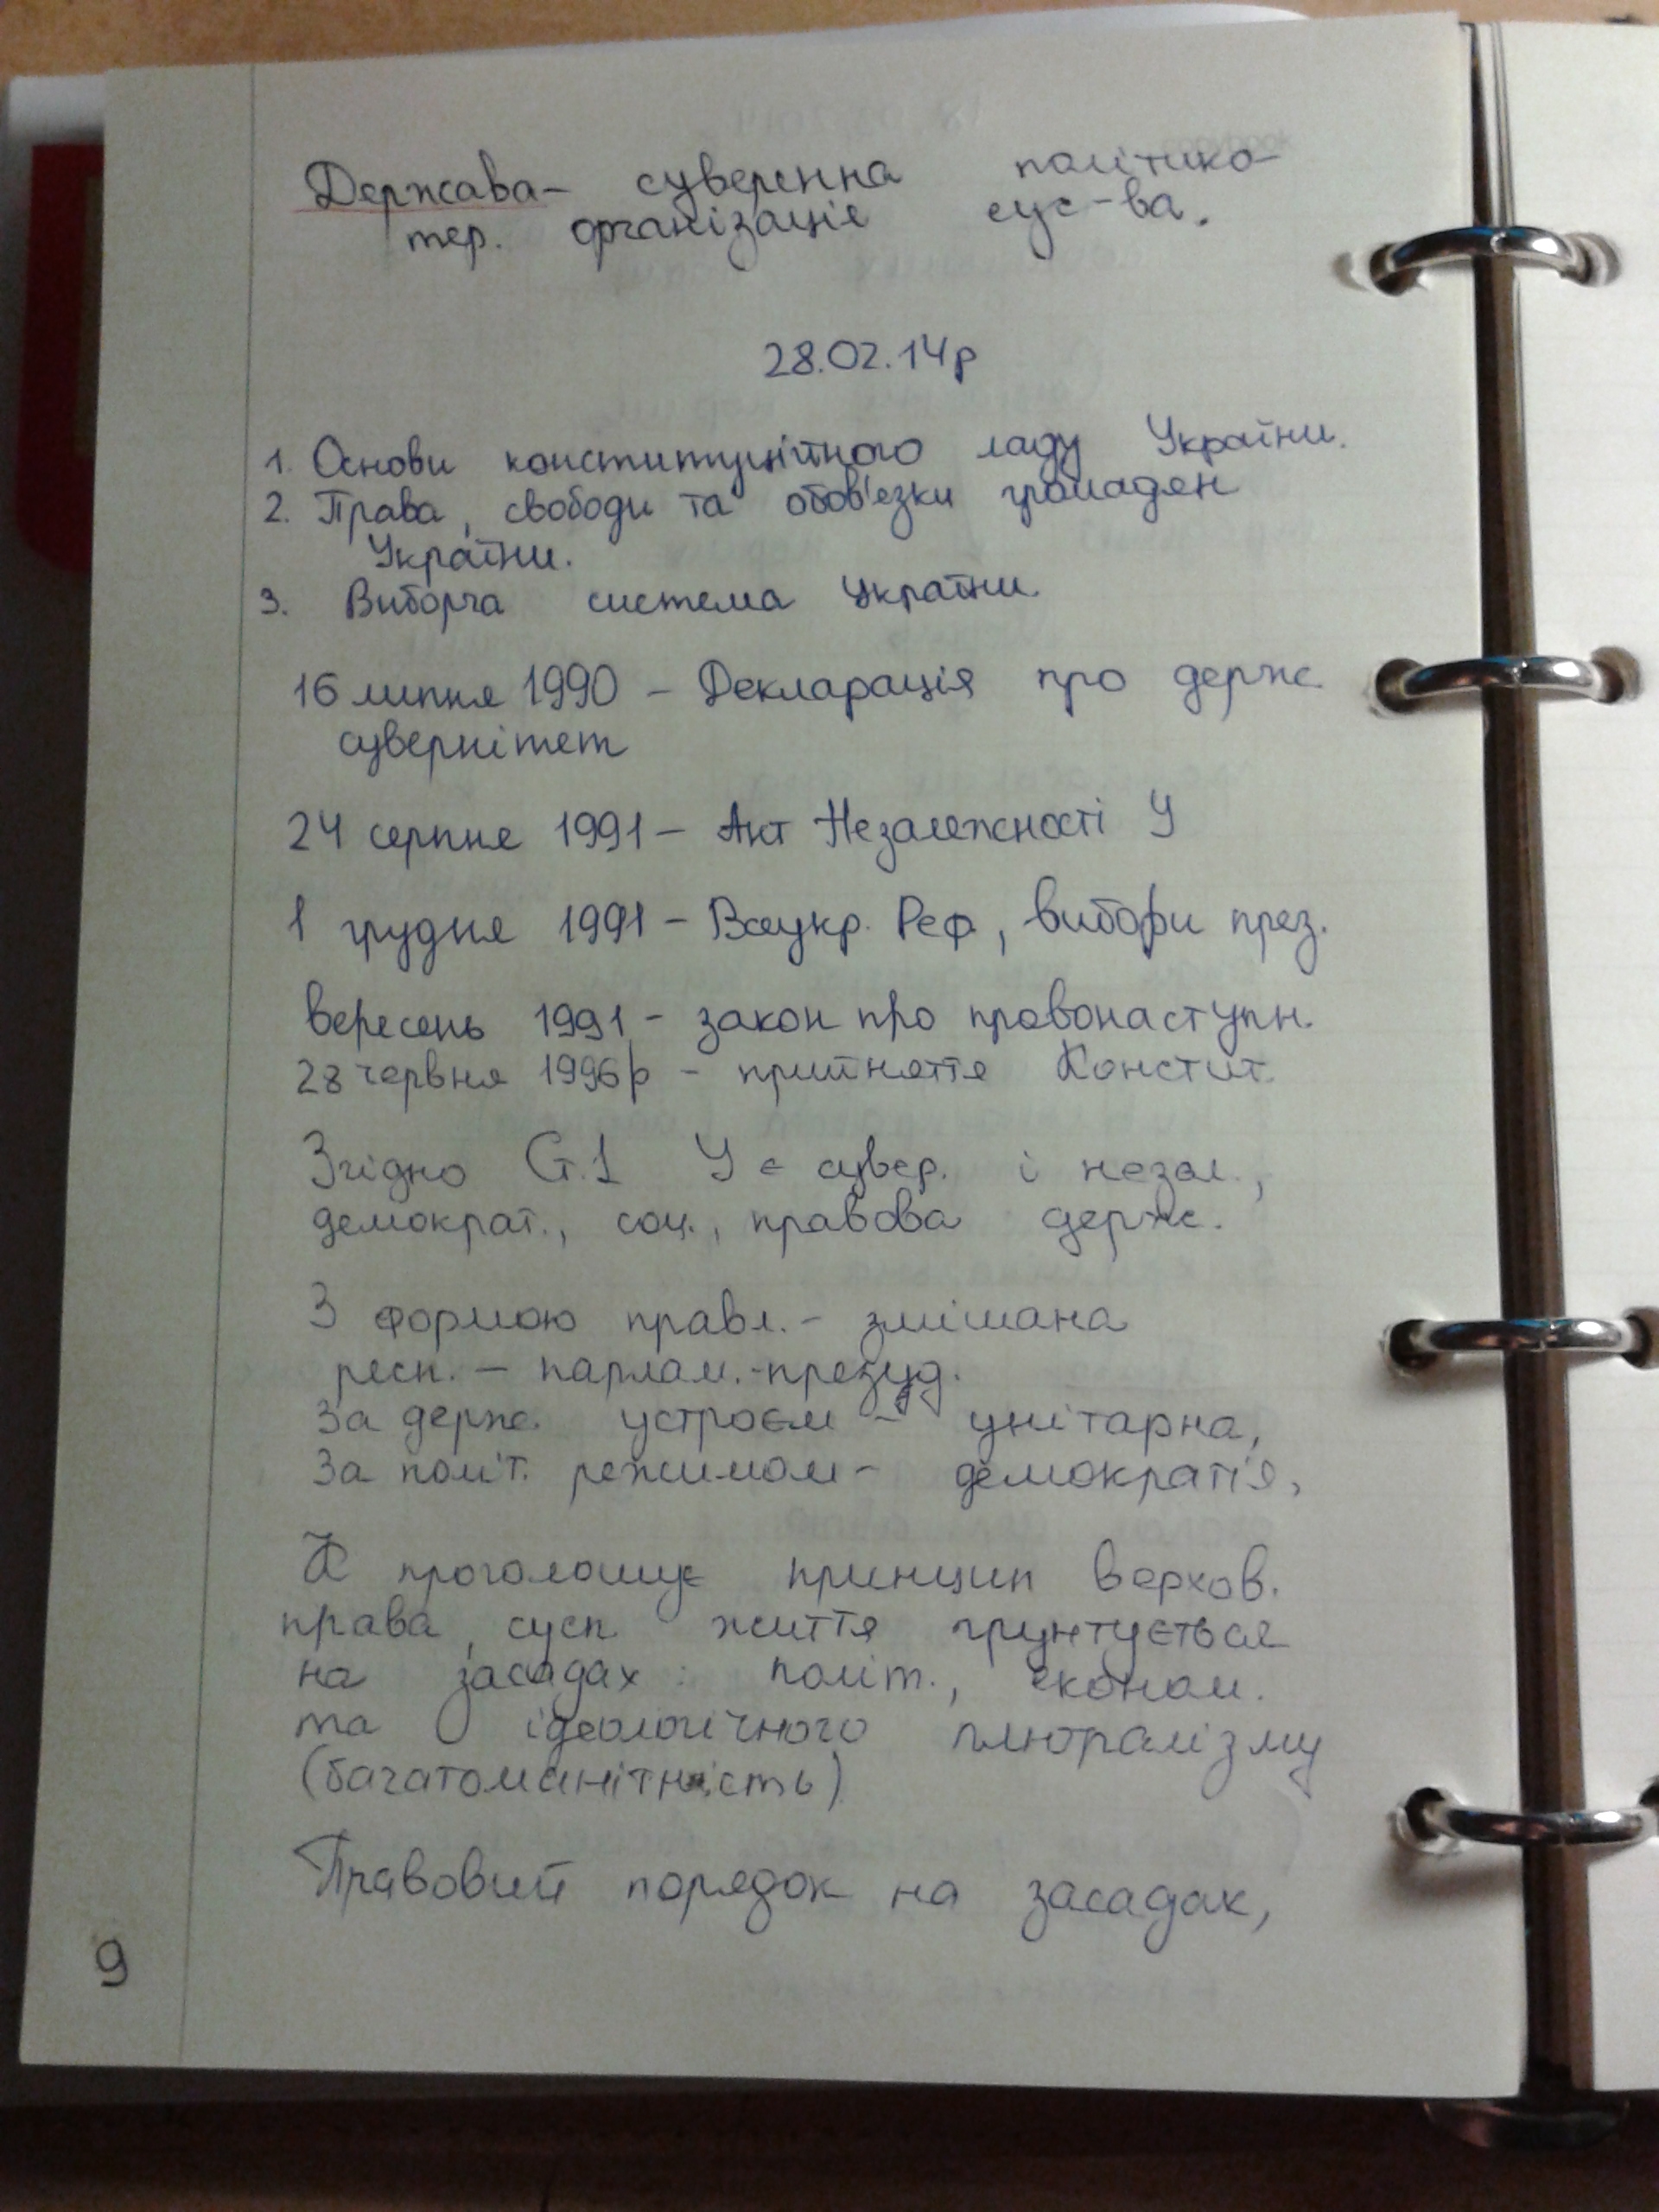 Держава – суверенна політико-
тер. організація сус-ва.
28.02.14р
1. Основи конституційного ладу України.
2. Права, свободи та обов'язки громадян
України.
3. Виборча система України.
16 липня 1990 – Декларація про держ
сувернітет
24 серпня 1991 – Акт Незалежності У
1 грудня 1991 – Всеукр. Реф, вибори през.
вересень 1991 – закон про правонаступн.
28 червня 1996р – прийняття Констит.
Згідно Ст.1 У є сувер. і незал.,
демократ., соц., правова держ.
З формою правл. – змішана
респ. – парлам.-презид.
За держ. устроєм – унітарна,
За політ. режимом – демократія,
К проголошує принцип верхов.
права, сусп життя грунтується
на засадах: політ., економ.
та ідеологічного плюралізму
(багатоманітність)
Правовий порядок на засадах,
9